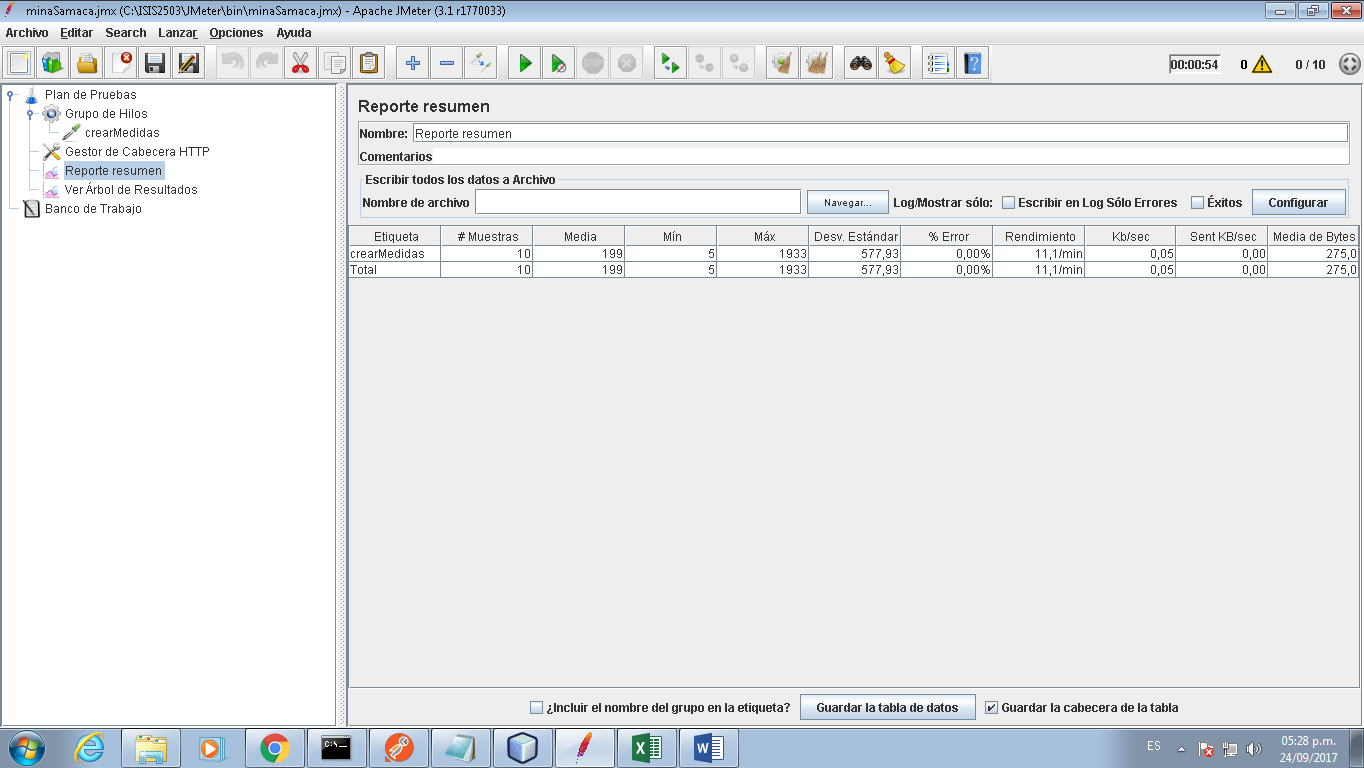 minaSamaca.jmx (C:\ISIS2503\JMeter\bin\minaSamaca.jmx) - Apache JMeter (3.1 r1770033)
Archivo Editar Search Lanzar Opciones Ayuda
00:00:54 0 0 / 10
Plan de Pruebas
Grupo de Hilos
crearMedidas
Gestor de Cabecera HTTP
Reporte resumen
Ver Árbol de Resultados
Banco de Trabajo
Reporte resumen
Nombre: Reporte resumen
Comentarios
Escribir todos los datos a Archivo
Nombre de archivo Navegar... Log/Mostrar sólo: Escribir en Log Sólo Errores Éxitos Configurar
Etiqueta # Muestras Media Mín Máx Desv. Estándar % Error Rendimiento Kb/sec Sent KB/sec Media de Bytes
crearMedidas 10 199 5 1933 577,93 0,00% 11,1/min 0,05 0,00 275,0
Total 10 199 5 1933 577,93 0,00% 11,1/min 0,05 0,00 275,0
¿Incluir el nombre del grupo en la etiqueta? Guardar la tabla de datos Guardar la cabecera de la tabla
ES 05:28 p.m.
24/09/2017